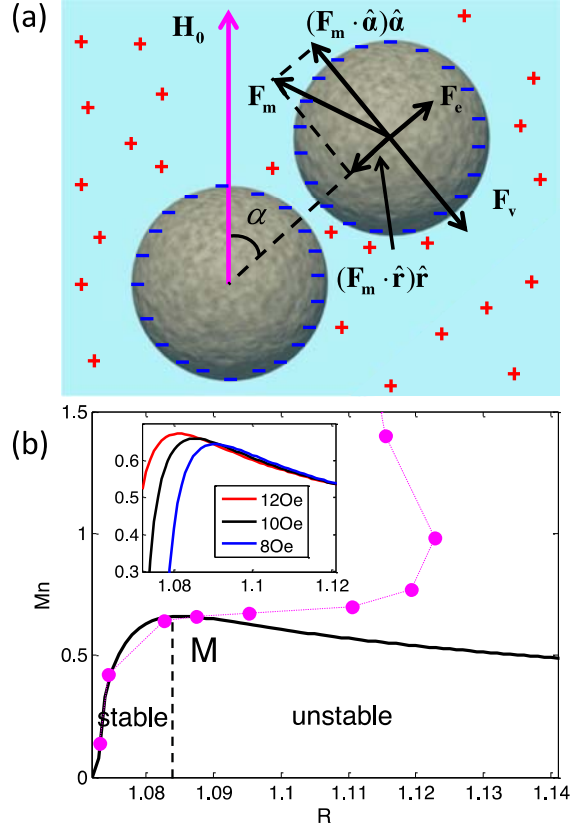 (a)
H₀
(Fₘ · α̂)α̂
Fₘ
Fₑ
α
Fᵥ
(Fₘ · r̂)r̂
(b)
1.5
1
0.5
0
Mn
0.6
0.5
0.4
0.3
12Oe
10Oe
8Oe
1.08
1.1
1.12
M
stable
unstable
1.08
1.09
1.1
1.11
1.12
1.13
1.14
R